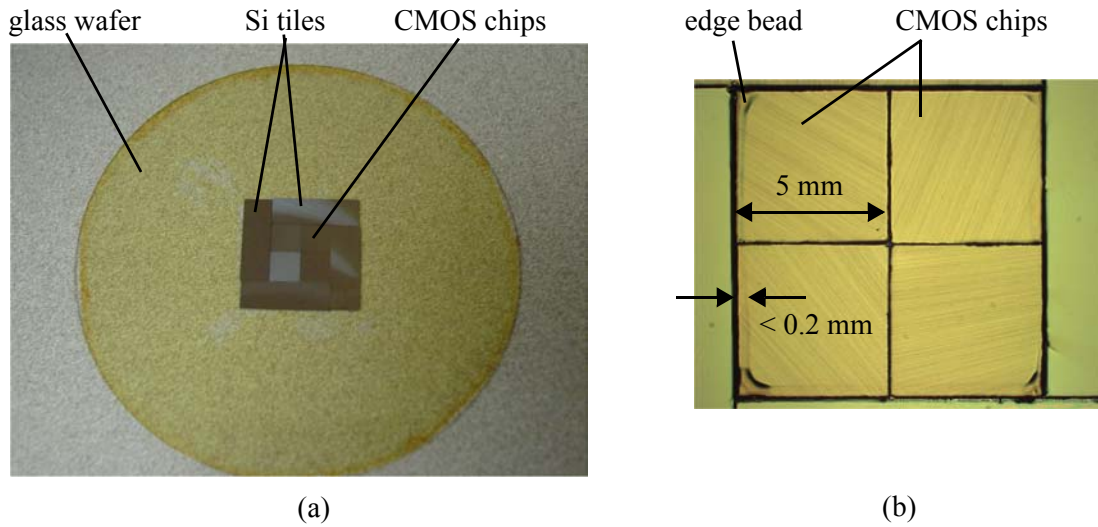 glass wafer
Si tiles
CMOS chips
edge bead
CMOS chips
5 mm
< 0.2 mm
(a)
(b)